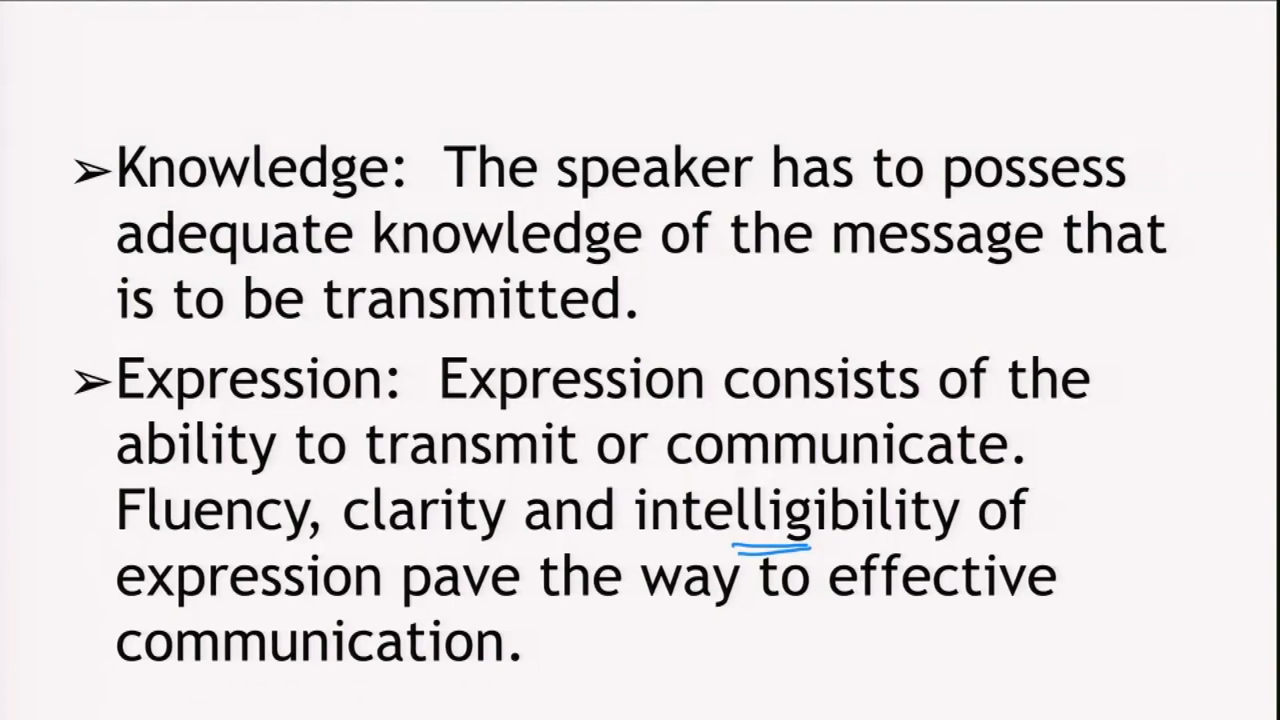 ➢Knowledge: The speaker has to possess
adequate knowledge of the message that
is to be transmitted.
➢Expression: Expression consists of the
ability to transmit or communicate.
Fluency, clarity and intelligibility of
expression pave the way to effective
communication.